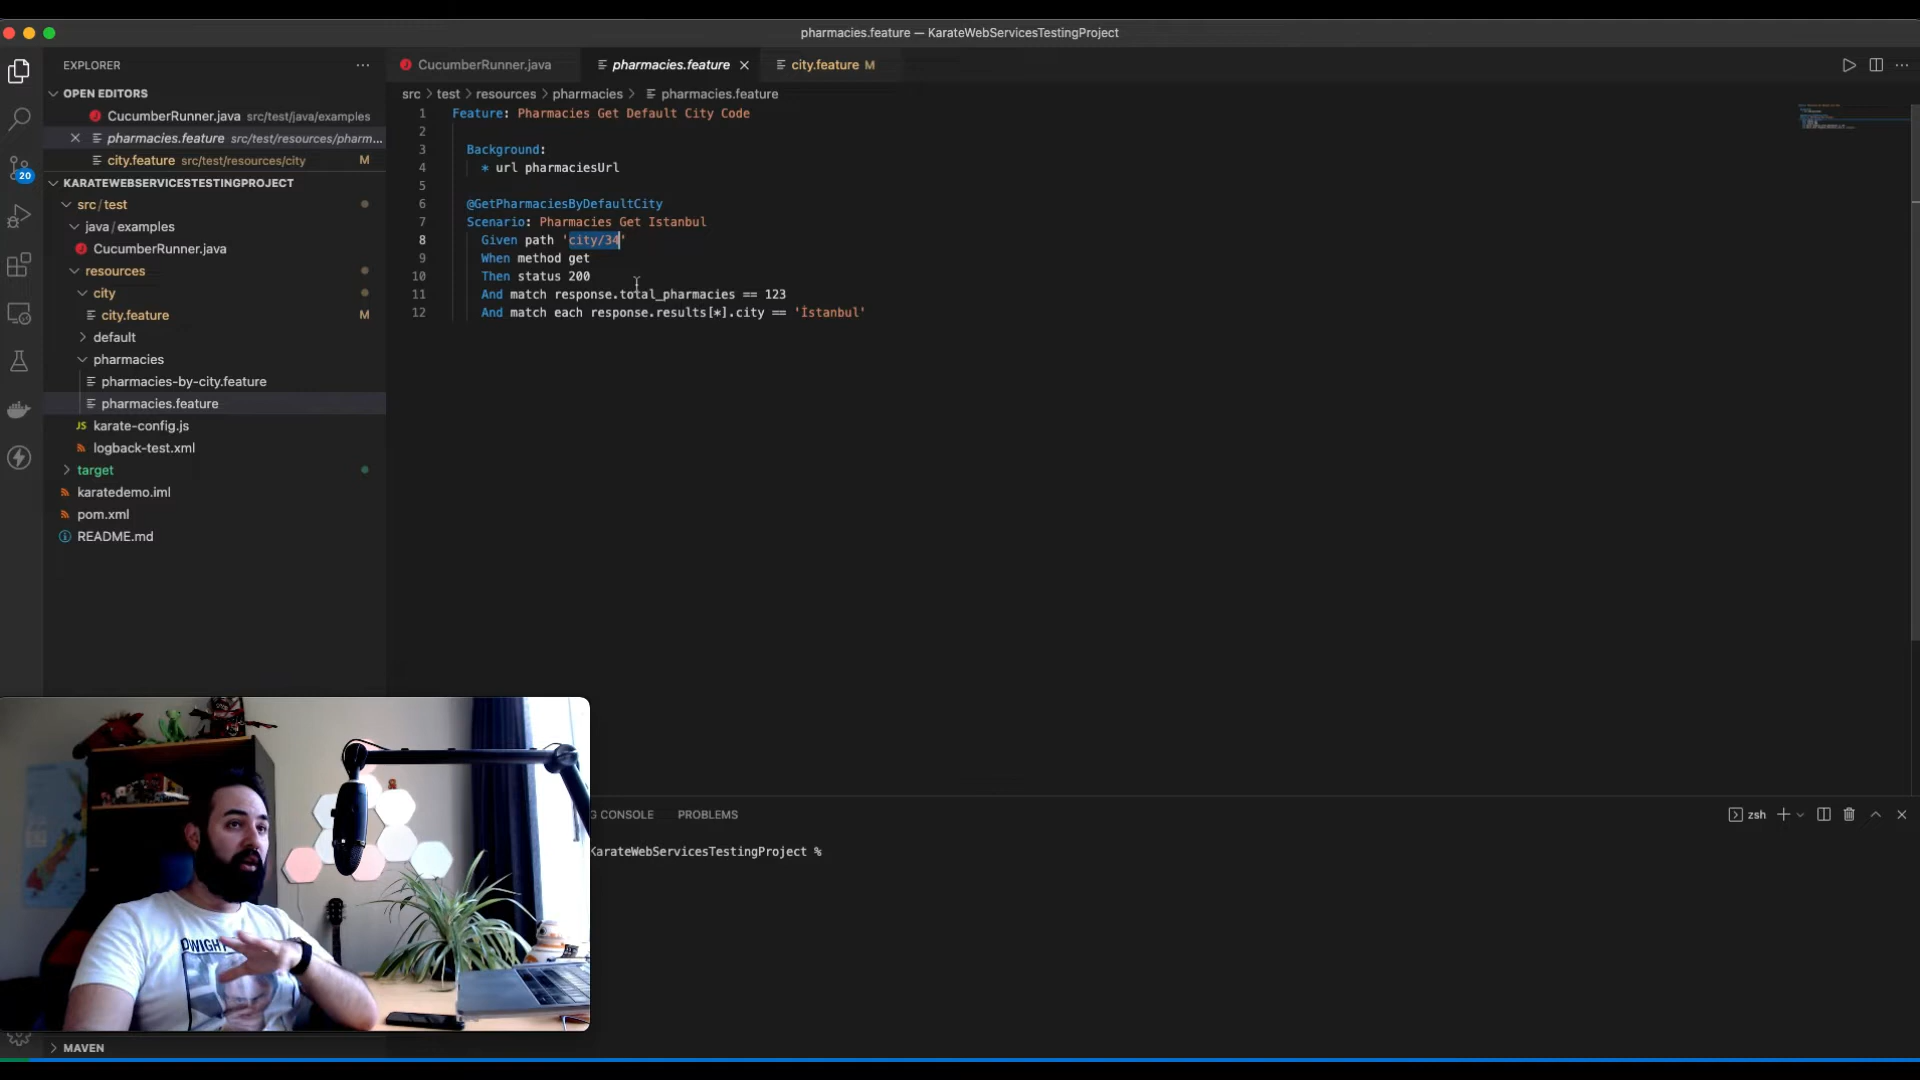 pharmacies.feature — KarateWebServicesTestingProject
EXPLORER
OPEN EDITORS
CucumberRunner.java src/test/java/examples
pharmacies.feature src/test/resources/pharm...
city.feature src/test/resources/city M
20
KARATEWEBSERVICESTESTINGPROJECT
src/test
java/examples
CucumberRunner.java
resources
city
city.feature M
default
pharmacies
pharmacies-by-city.feature
pharmacies.feature
JS karate-config.js
logback-test.xml
target
karatedemo.iml
pom.xml
README.md
MAVEN
CucumberRunner.java pharmacies.feature city.feature M
src > test > resources > pharmacies > pharmacies.feature
1 Feature: Pharmacies Get Default City Code
2
3 Background:
4 * url pharmaciesUrl
5
6 @GetPharmaciesByDefaultCity
7 Scenario: Pharmacies Get Istanbul
8 Given path 'city/34'
9 When method get
10 Then status 200
11 And match response.total_pharmacies == 123
12 And match each response.results[*].city == 'İstanbul'
G CONSOLE PROBLEMS
zsh
KarateWebServicesTestingProject %
DWIGHT